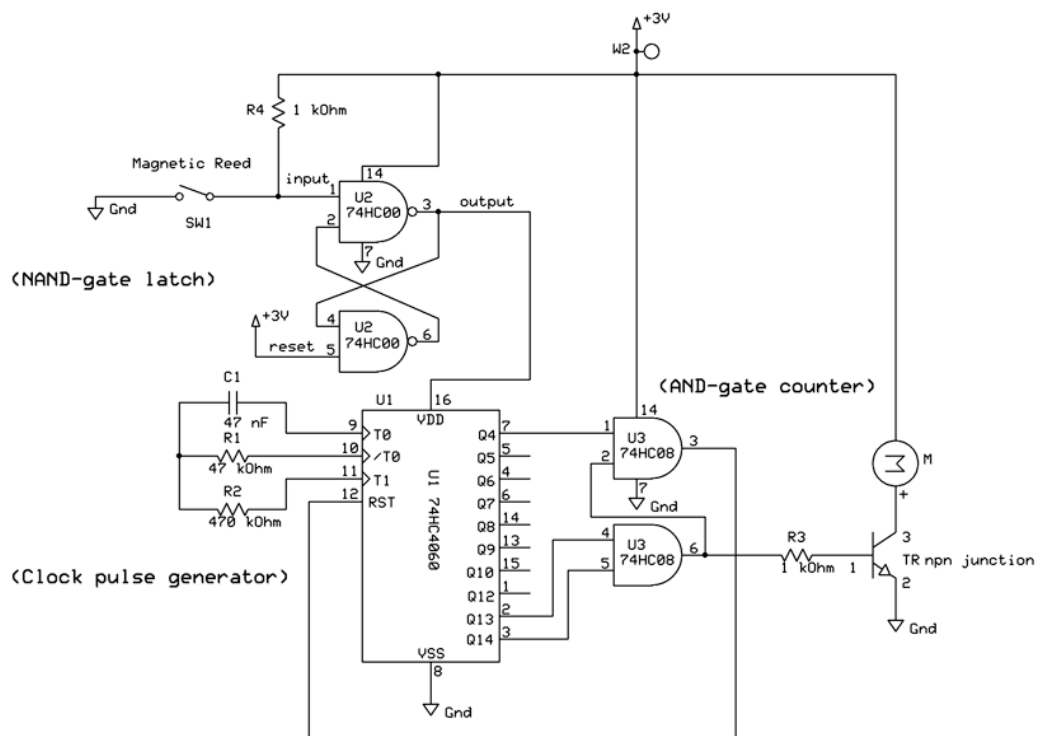 +3V
W2
R4
1 kOhm
Magnetic Reed
Gnd
SW1
input
1
2
14
U2
74HC00
3
output
7
Gnd
(NAND-gate latch)
+3V
reset
4
5
U2
74HC00
6
(AND-gate counter)
C1
47 nF
R1
47 kOhm
R2
470 kOhm
9
10
11
12
U1
16
VDD
T0
/T0
T1
RST
U1 74HC4060
Q4 7
Q5 5
Q6 4
Q7 6
Q8 14
Q9 13
Q10 15
Q12 1
Q13 2
Q14 3
VSS
8
Gnd
(Clock pulse generator)
1
2
14
U3
74HC08
3
7
Gnd
4
5
U3
74HC08
6
R3
1 kOhm
1
3
2
TR npn junction
M
+
Gnd